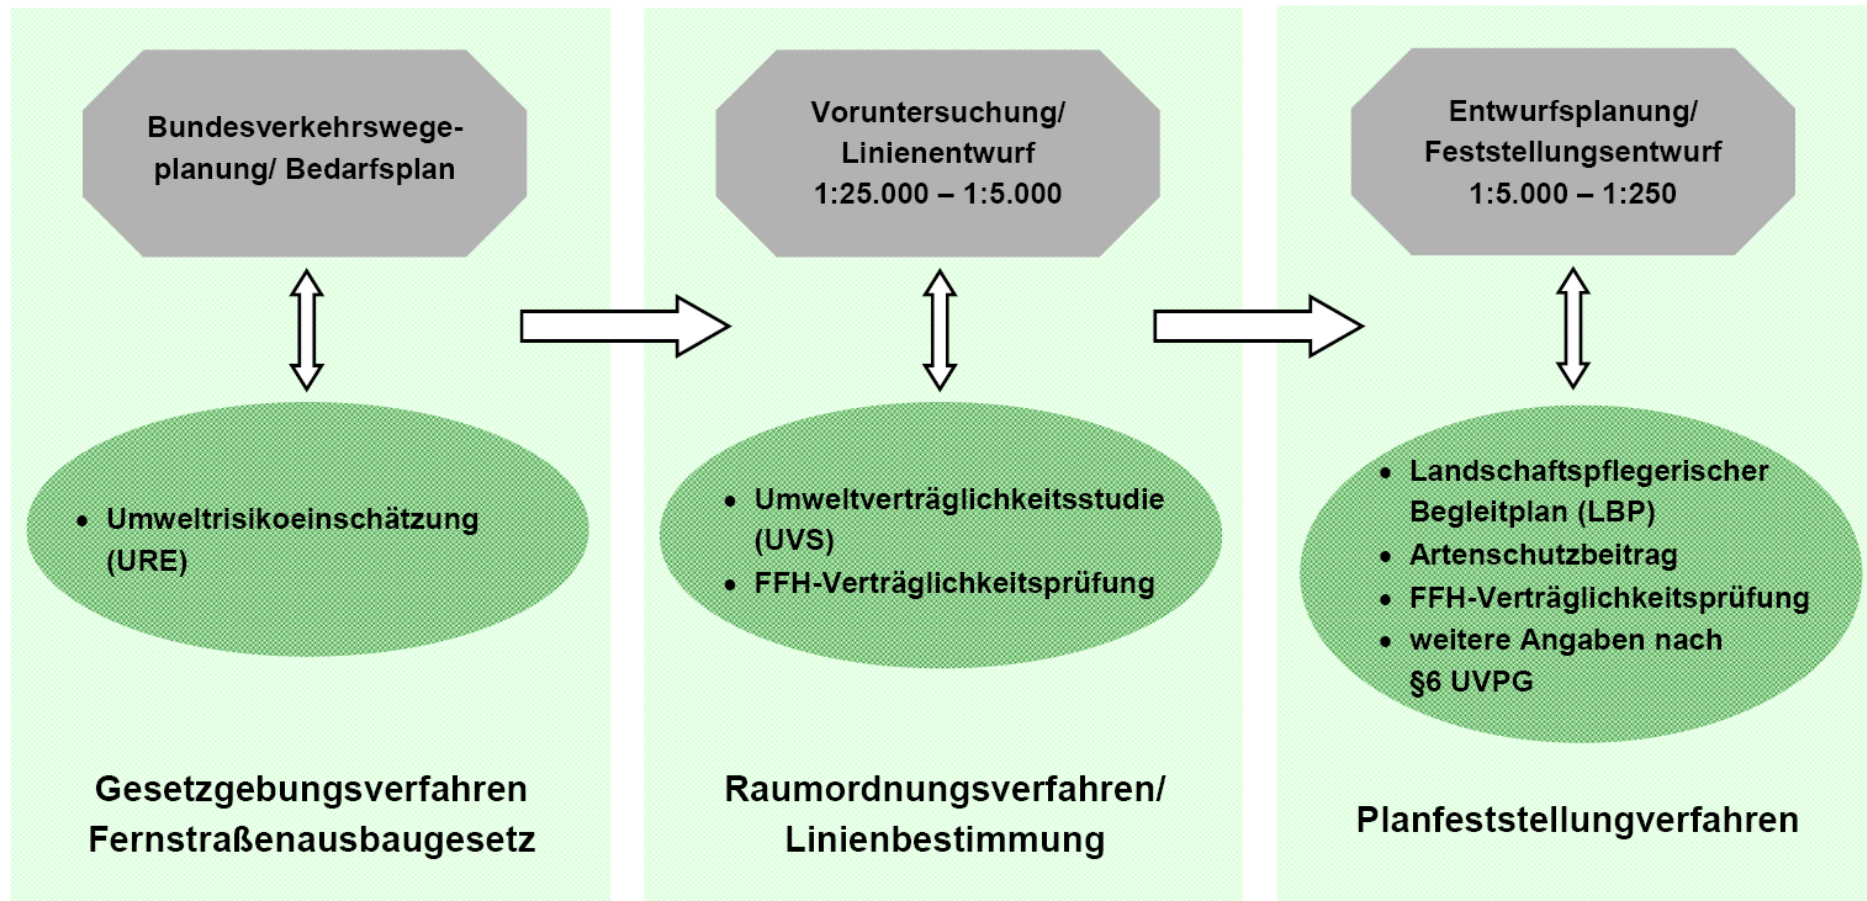 Bundesverkehrswege-
planung/ Bedarfsplan
• Umweltrisikoeinschätzung
(URE)
Gesetzgebungsverfahren
Fernstraßenausbaugesetz
Voruntersuchung/
Linienentwurf
1:25.000 – 1:5.000
• Umweltverträglichkeitsstudie
(UVS)
• FFH-Verträglichkeitsprüfung
Raumordnungsverfahren/
Linienbestimmung
Entwurfsplanung/
Feststellungsentwurf
1:5.000 – 1:250
• Landschaftspflegerischer
Begleitplan (LBP)
• Artenschutzbeitrag
• FFH-Verträglichkeitsprüfung
• weitere Angaben nach
§6 UVPG
Planfeststellungverfahren